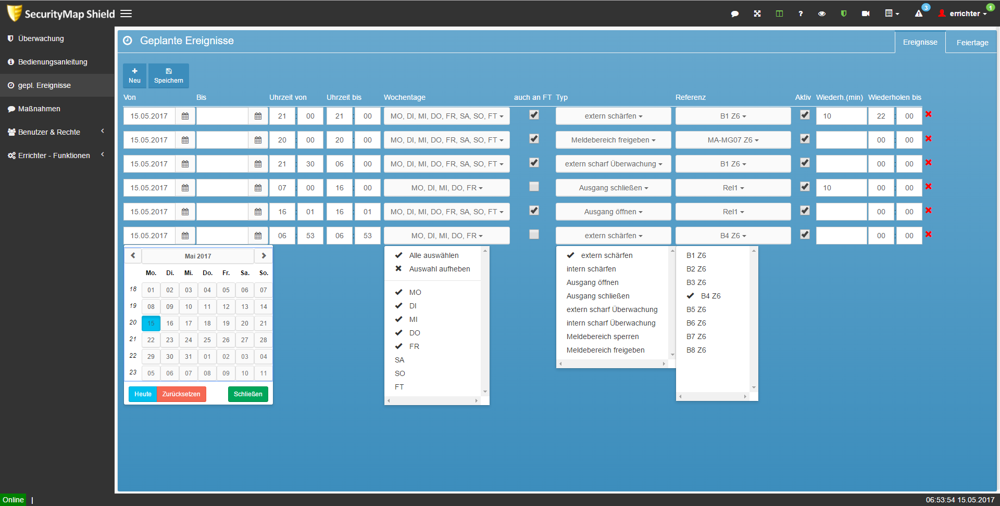 SecurityMap Shield
3
errichter
1
Überwachung
Bedienungsanleitung
gepl. Ereignisse
Maßnahmen
Benutzer & Rechte
Errichter - Funktionen
Geplante Ereignisse
Ereignisse
Feiertage
Neu
Speichern
Von Bis Uhrzeit von Uhrzeit bis Wochentage auch an FT Typ Referenz Aktiv Wiederh.(min) Wiederholen bis
15.05.2017 21 : 00 21 : 00 MO, DI, MI, DO, FR, SA, SO, FT extern schärfen B1 Z6 10 22 : 00
15.05.2017 20 : 00 20 : 00 MO, DI, MI, DO, FR, SA, SO, FT Meldebereich freigeben MA-MG07 Z6 00 : 00
15.05.2017 21 : 30 06 : 00 MO, DI, MI, DO, FR, SA, SO, FT extern scharf Überwachung B1 Z6 00 : 00
15.05.2017 07 : 00 16 : 00 MO, DI, MI, DO, FR Ausgang schließen Rel1 10 00 : 00
15.05.2017 16 : 01 16 : 01 MO, DI, MI, DO, FR, SA, SO, FT Ausgang öffnen Rel1 00 : 00
15.05.2017 06 : 53 06 : 53 MO, DI, MI, DO, FR extern schärfen B4 Z6 00 : 00
Mai 2017
Mo. Di. Mi. Do. Fr. Sa. So.
18 01 02 03 04 05 06 07
19 08 09 10 11 12 13 14
20 15 16 17 18 19 20 21
21 22 23 24 25 26 27 28
22 29 30 31 01 02 03 04
23 05 06 07 08 09 10 11
Heute Zurücksetzen Schließen
Alle auswählen
Auswahl aufheben
MO
DI
MI
DO
FR
SA
SO
FT
extern schärfen
intern schärfen
Ausgang öffnen
Ausgang schließen
extern scharf Überwachung
intern scharf Überwachung
Meldebereich sperren
Meldebereich freigeben
B1 Z6
B2 Z6
B3 Z6
B4 Z6
B5 Z6
B6 Z6
B7 Z6
B8 Z6
Online |
06:53:54 15.05.2017